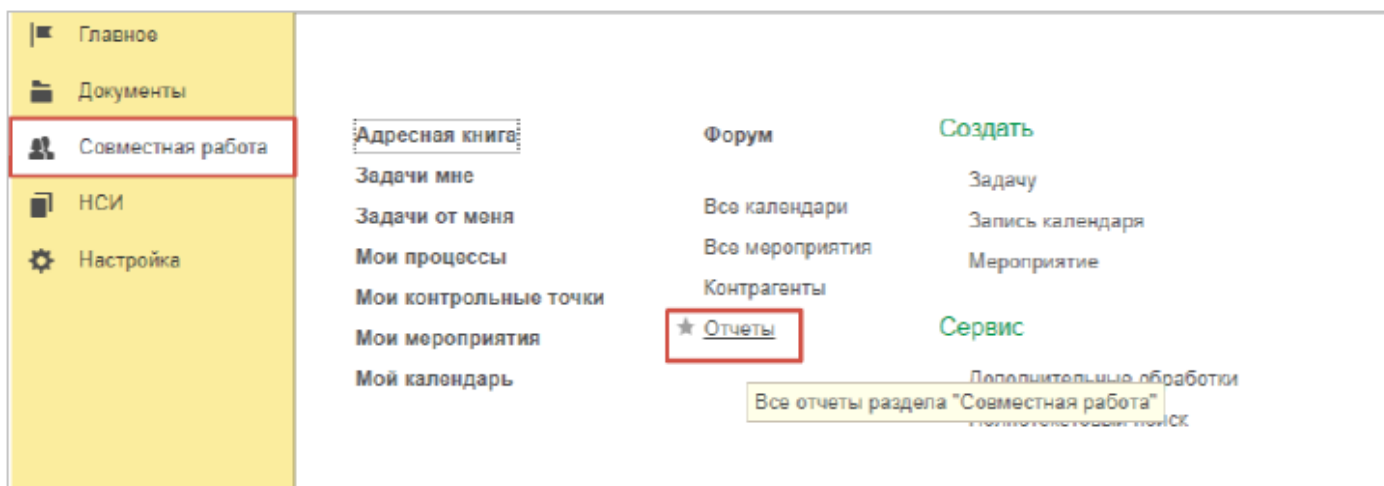 Главное
Документы
Совместная работа
НСИ
Настройка
Адресная книга
Задачи мне
Задачи от меня
Мои процессы
Мои контрольные точки
Мои мероприятия
Мой календарь
Форум
Все календари
Все мероприятия
Контрагенты
Отчеты
Все отчеты раздела "Совместная работа"
Создать
Задачу
Запись календаря
Мероприятие
Сервис
Дополнительные обработки
Полнотекстовый поиск